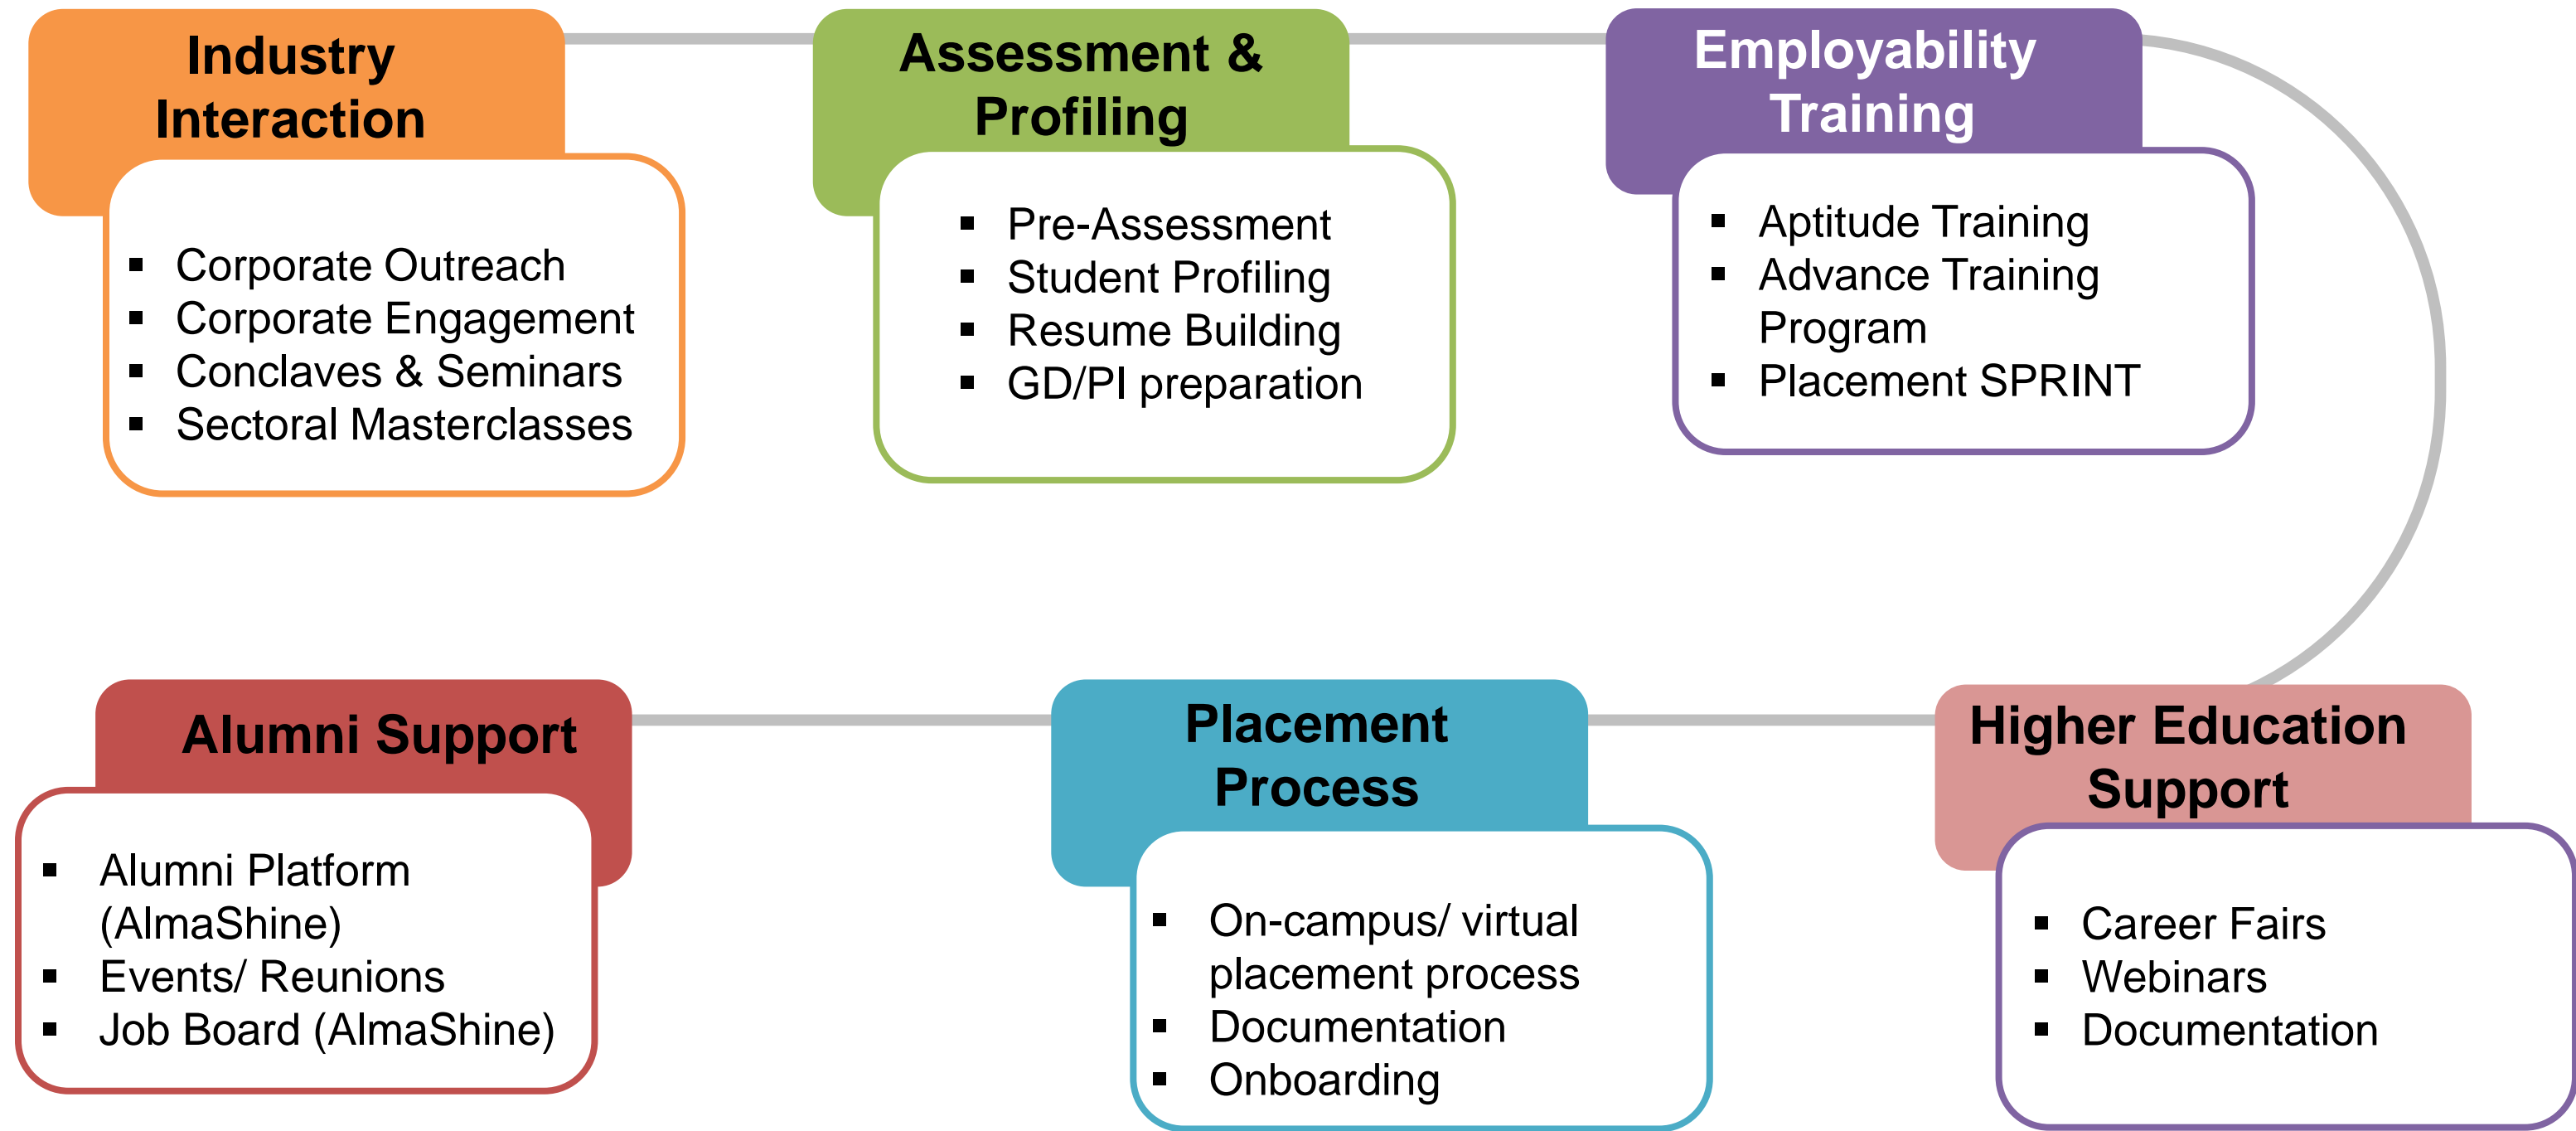 Industry
Interaction
▪ Corporate Outreach
▪ Corporate Engagement
▪ Conclaves & Seminars
▪ Sectoral Masterclasses
Assessment &
Profiling
▪ Pre-Assessment
▪ Student Profiling
▪ Resume Building
▪ GD/PI preparation
Employability
Training
▪ Aptitude Training
▪ Advance Training
Program
▪ Placement SPRINT
Alumni Support
▪ Alumni Platform
(AlmaShine)
▪ Events/ Reunions
▪ Job Board (AlmaShine)
Placement
Process
▪ On-campus/ virtual
placement process
▪ Documentation
▪ Onboarding
Higher Education
Support
▪ Career Fairs
▪ Webinars
▪ Documentation